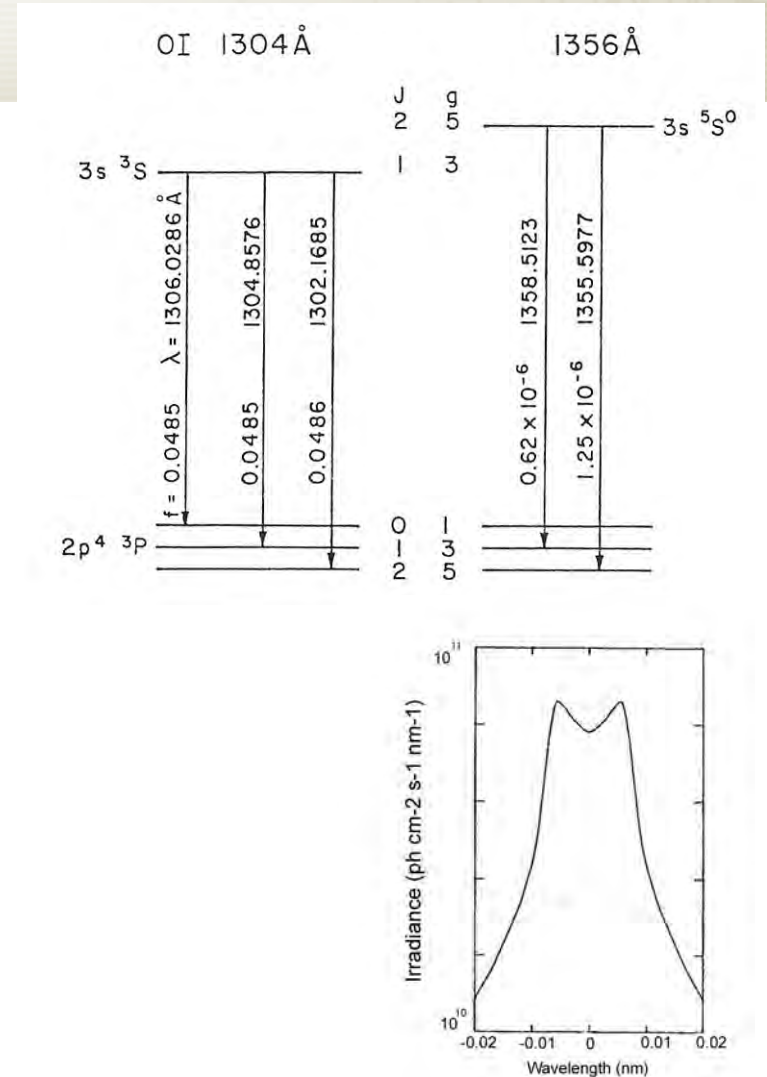 OI 1304Å 1356Å
J g
2 5 3s ⁵S⁰
3s ³S 1 3
f = 0.0485 λ = 1306.0286 Å
0.0485 1304.8576
0.0486 1302.1685
0.62 x 10⁻⁶ 1358.5123
1.25 x 10⁻⁶ 1355.5977
0 1
2p⁴ ³P 1 3
2 5
10¹¹
Irradiance (ph cm-2 s-1 nm-1)
10¹⁰
-0.02 -0.01 0 0.01 0.02
Wavelength (nm)